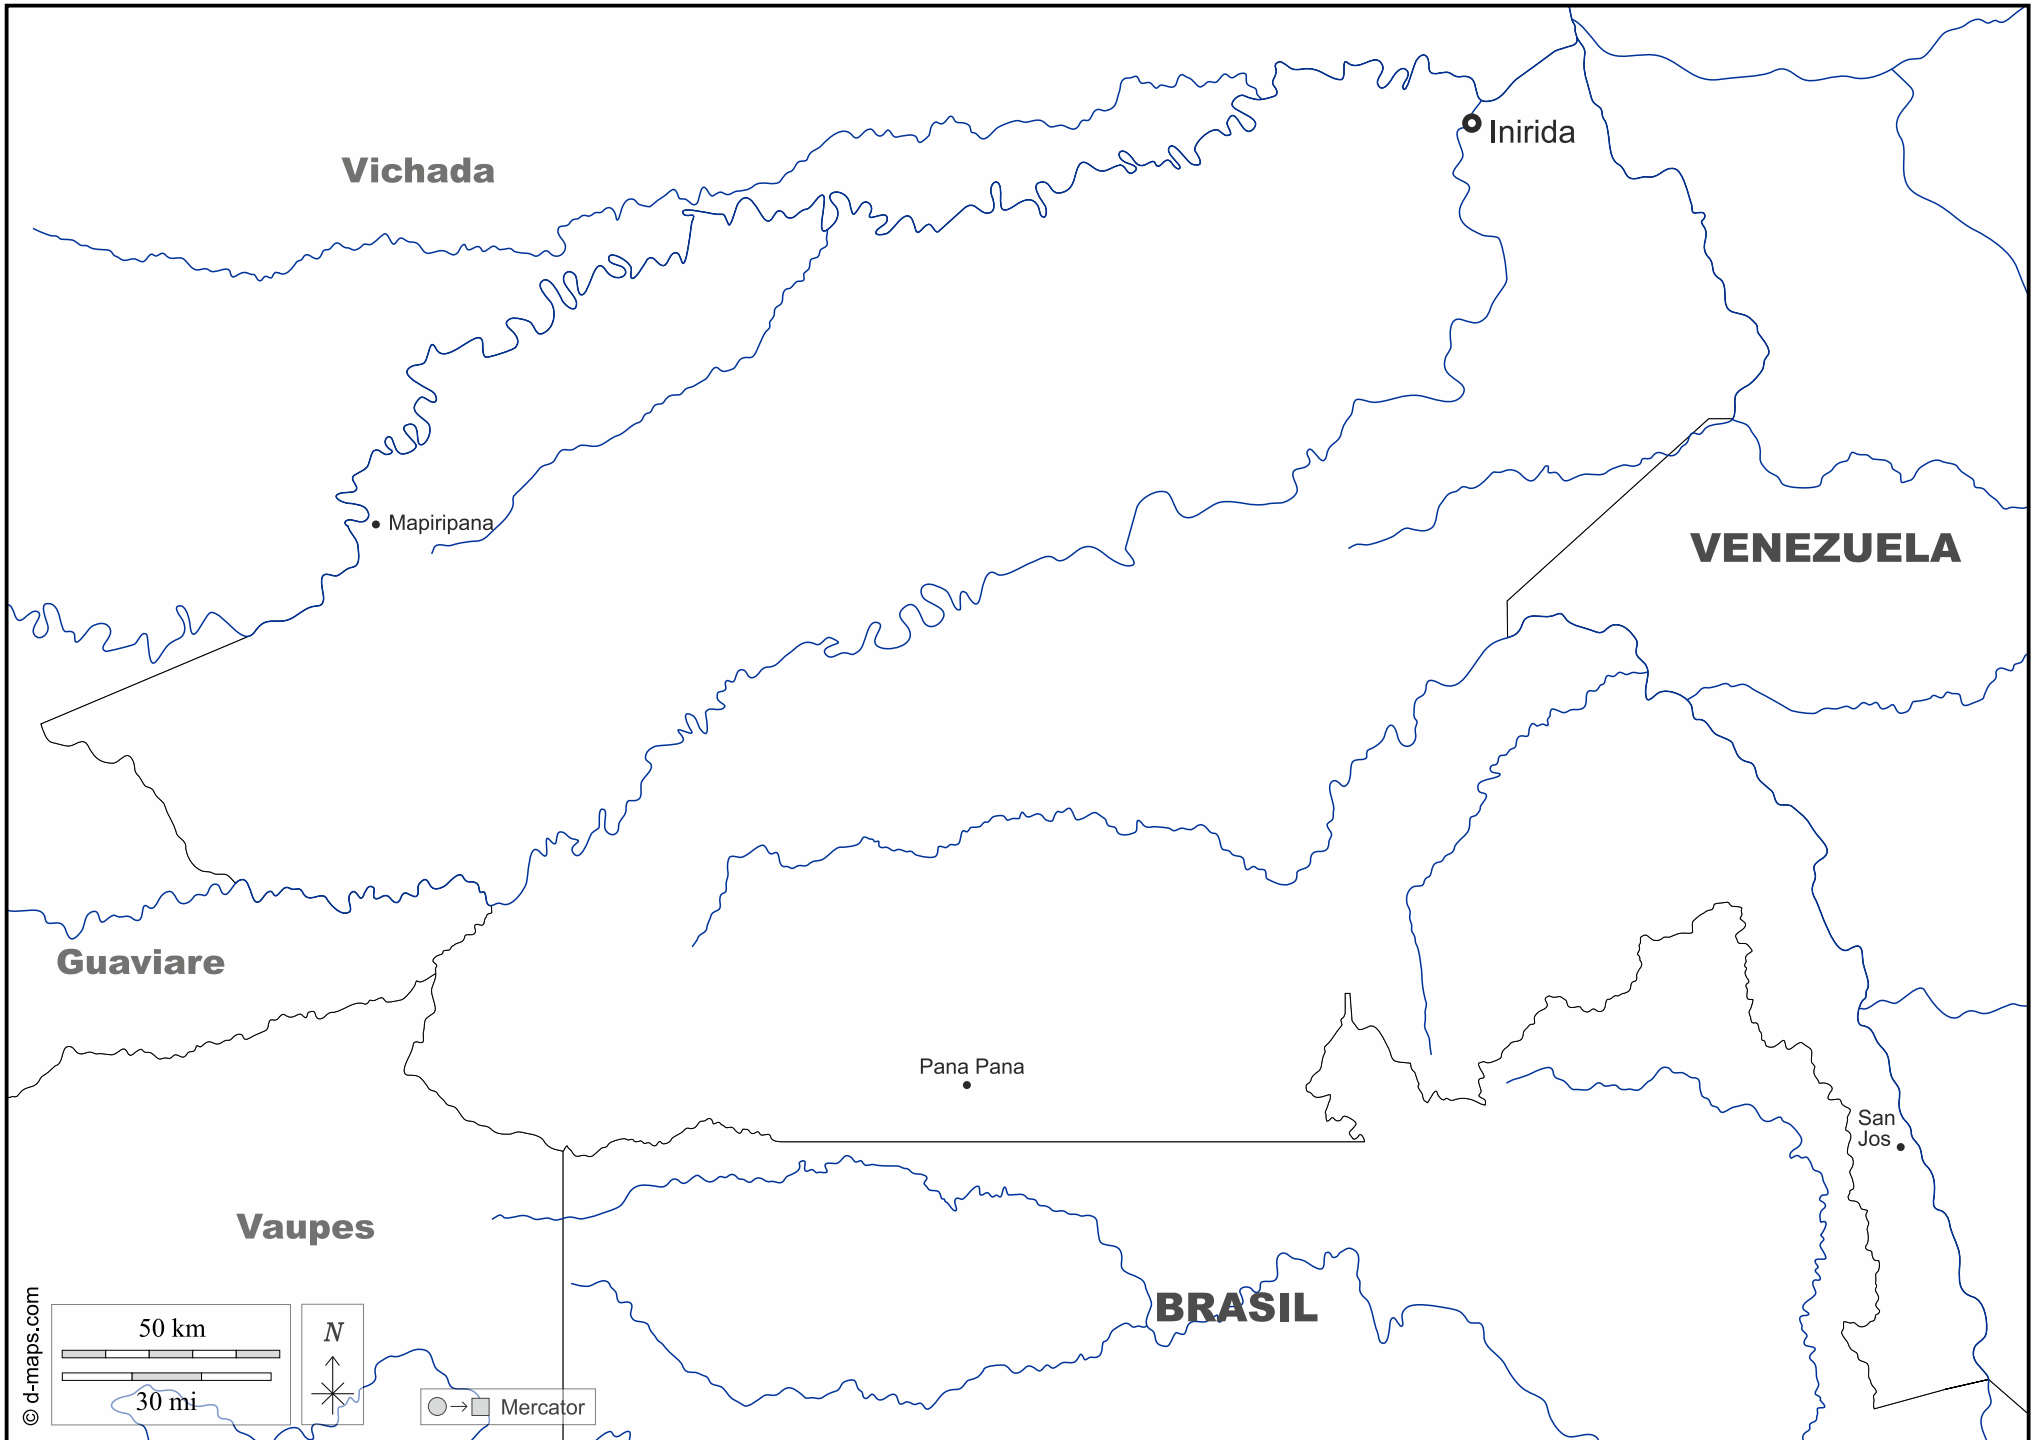 Inirida
Vichada
Mapiripana
VENEZUELA
Guaviare
Pana Pana
San
Jos
Vaupes
BRASIL
50 km
30 mi
N
Mercator
© d-maps.com